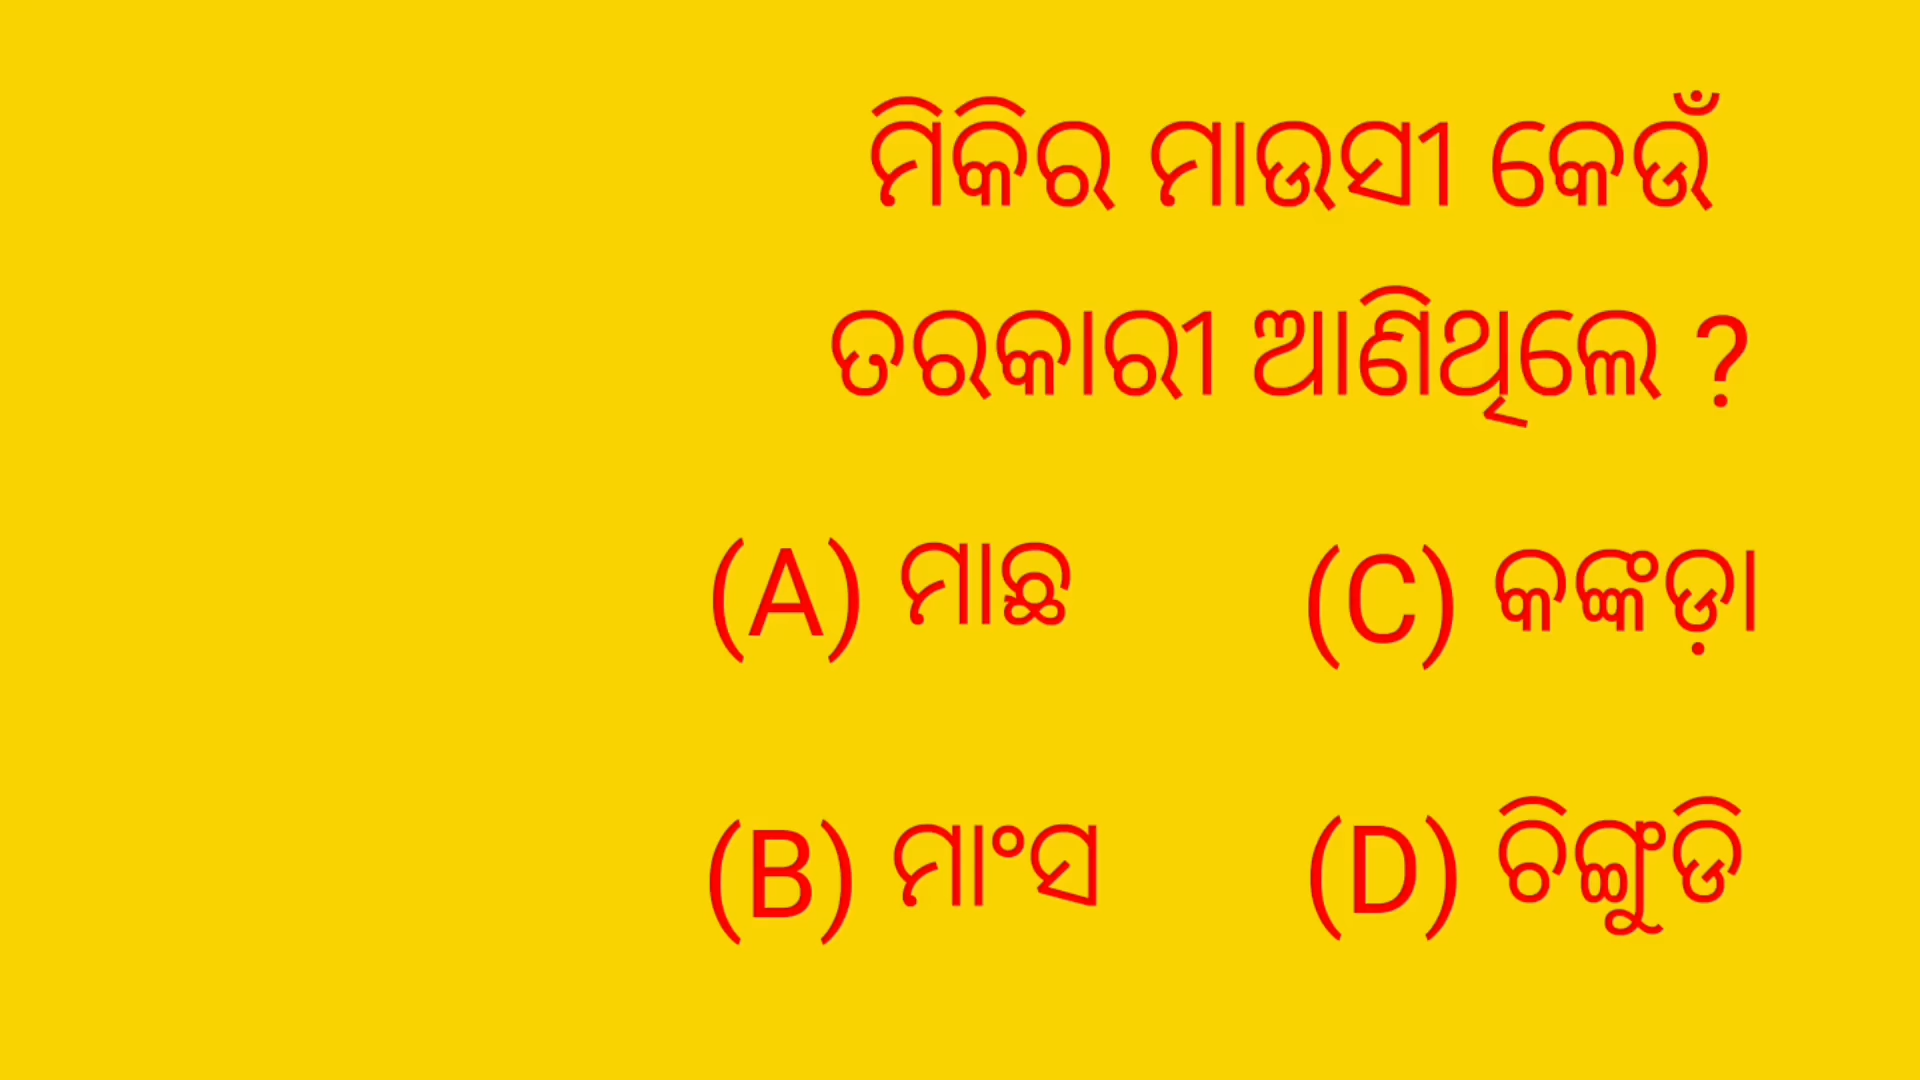 ମିକିର ମାଉସୀ କେଉଁ
ତରକାରୀ ଆଣିଥିଲେ ?
(A) ମାଛ (C) କଙ୍କଡ଼ା
(B) ମାଂସ (D) ଚିଙ୍ଗୁଡି